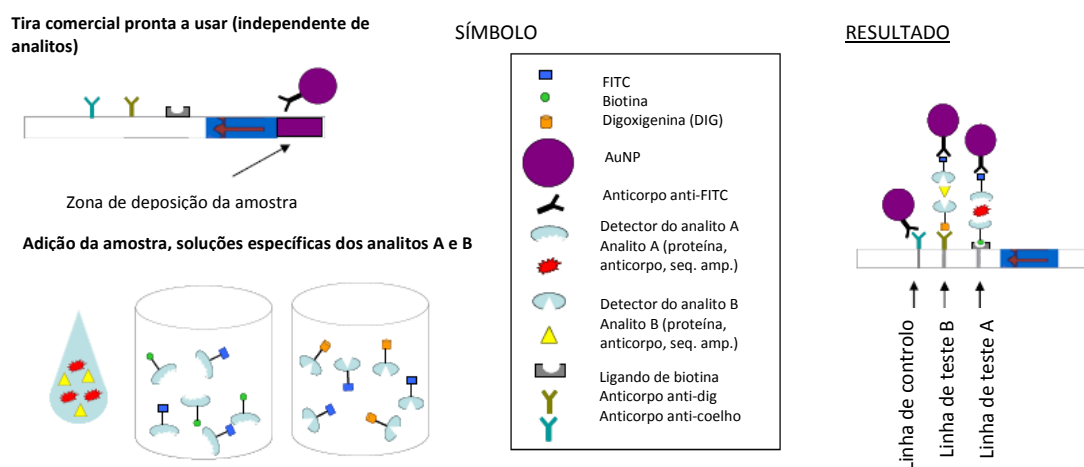 Tira comercial pronta a usar (independente de
analitos)
Zona de deposição da amostra
Adição da amostra, soluções específicas dos analitos A e B
SÍMBOLO
FITC
Biotina
Digoxigenina (DIG)
AuNP
Anticorpo anti-FITC
Detector do analito A
Analito A (proteína,
anticorpo, seq. amp.)
Detector do analito B
Analito B (proteína,
anticorpo, seq. amp.)
Ligando de biotina
Anticorpo anti-dig
Anticorpo anti-coelho
RESULTADO
Linha de controlo
Linha de teste B
Linha de teste A